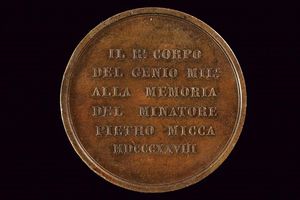 IL R.º CORPO
DEL GENIO MIL.º
ALLA MEMORIA
DEL MINATORE
PIETRO MICCA
MDCCCXXVIII